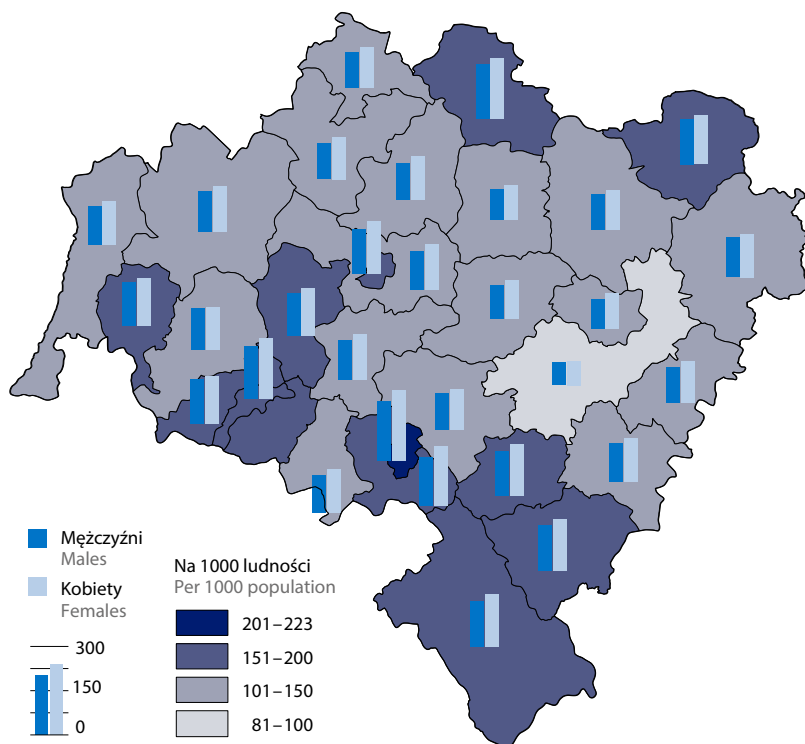 Mężczyźni
Males
Kobiety
Females
300
150
0
Na 1000 ludności
Per 1000 population
201–223
151–200
101–150
81–100